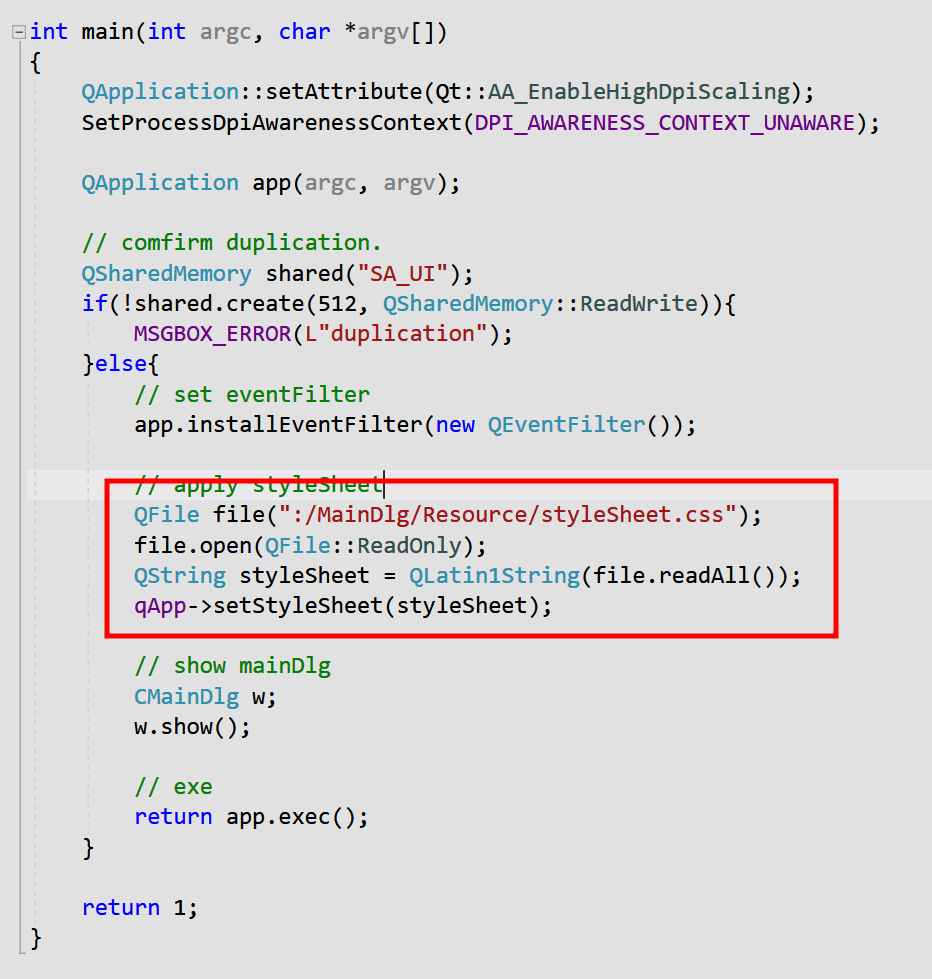 int main(int argc, char *argv[])
{
QApplication::setAttribute(Qt::AA_EnableHighDpiScaling);
SetProcessDpiAwarenessContext(DPI_AWARENESS_CONTEXT_UNAWARE);
QApplication app(argc, argv);
// comfirm duplication.
QSharedMemory shared("SA_UI");
if(!shared.create(512, QSharedMemory::ReadWrite)){
MSGBOX_ERROR(L"duplication");
}else{
// set eventFilter
app.installEventFilter(new QEventFilter());
// apply styleSheet
QFile file(":/MainDlg/Resource/styleSheet.css");
file.open(QFile::ReadOnly);
QString styleSheet = QLatin1String(file.readAll());
qApp->setStyleSheet(styleSheet);
// show mainDlg
CMainDlg w;
w.show();
// exe
return app.exec();
}
return 1;
}